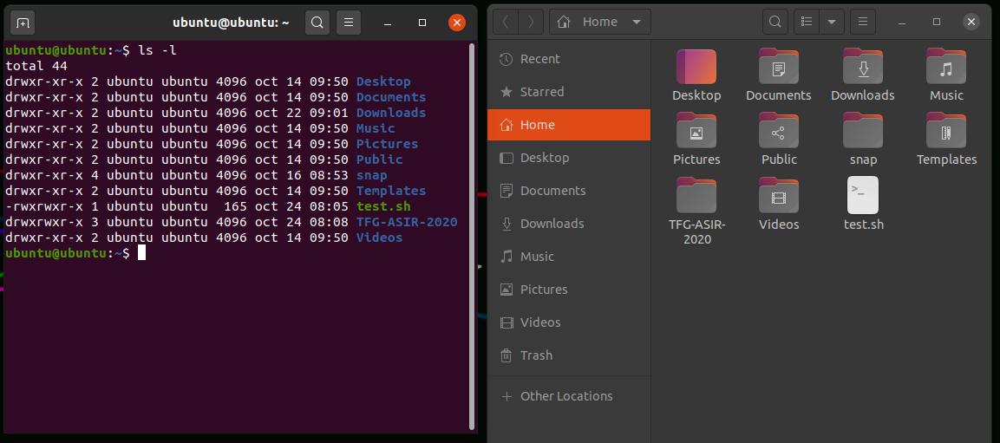 ubuntu@ubuntu: ~
ubuntu@ubuntu:~$ ls -l
total 44
drwxr-xr-x 2 ubuntu ubuntu 4096 oct 14 09:50 Desktop
drwxr-xr-x 2 ubuntu ubuntu 4096 oct 14 09:50 Documents
drwxr-xr-x 2 ubuntu ubuntu 4096 oct 22 09:01 Downloads
drwxr-xr-x 2 ubuntu ubuntu 4096 oct 14 09:50 Music
drwxr-xr-x 2 ubuntu ubuntu 4096 oct 14 09:50 Pictures
drwxr-xr-x 2 ubuntu ubuntu 4096 oct 14 09:50 Public
drwxr-xr-x 4 ubuntu ubuntu 4096 oct 16 08:53 snap
drwxr-xr-x 2 ubuntu ubuntu 4096 oct 14 09:50 Templates
-rwxrwxr-x 1 ubuntu ubuntu  165 oct 24 08:05 test.sh
drwxrwxr-x 3 ubuntu ubuntu 4096 oct 24 08:08 TFG-ASIR-2020
drwxr-xr-x 2 ubuntu ubuntu 4096 oct 14 09:50 Videos
ubuntu@ubuntu:~$
Home
Recent
Starred
Home
Desktop
Documents
Downloads
Music
Pictures
Videos
Trash
Other Locations
Desktop
Documents
Downloads
Music
Pictures
Public
snap
Templates
TFG-ASIR-
2020
Videos
test.sh